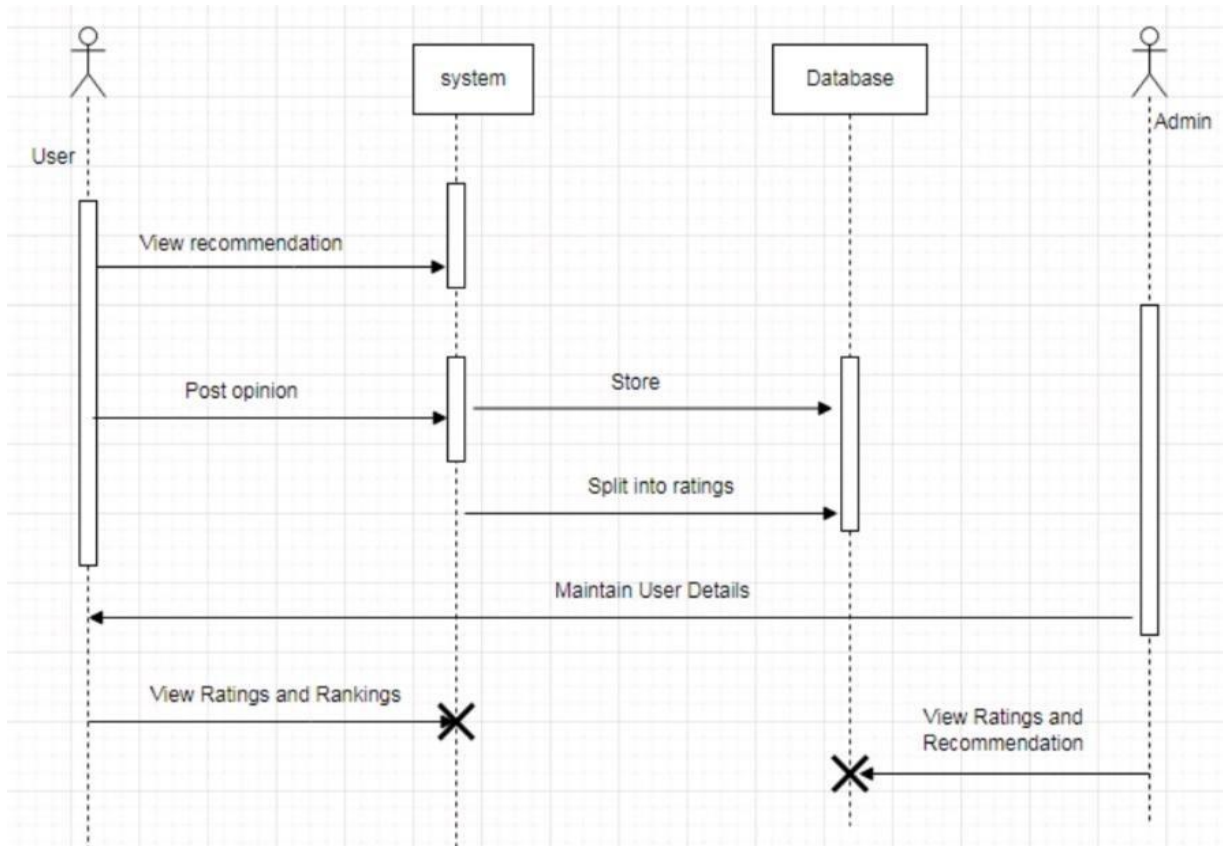 system
Database
Admin
User
View recommendation
Store
Post opinion
Split into ratings
Maintain User Details
View Ratings and Rankings
View Ratings and
Recommendation